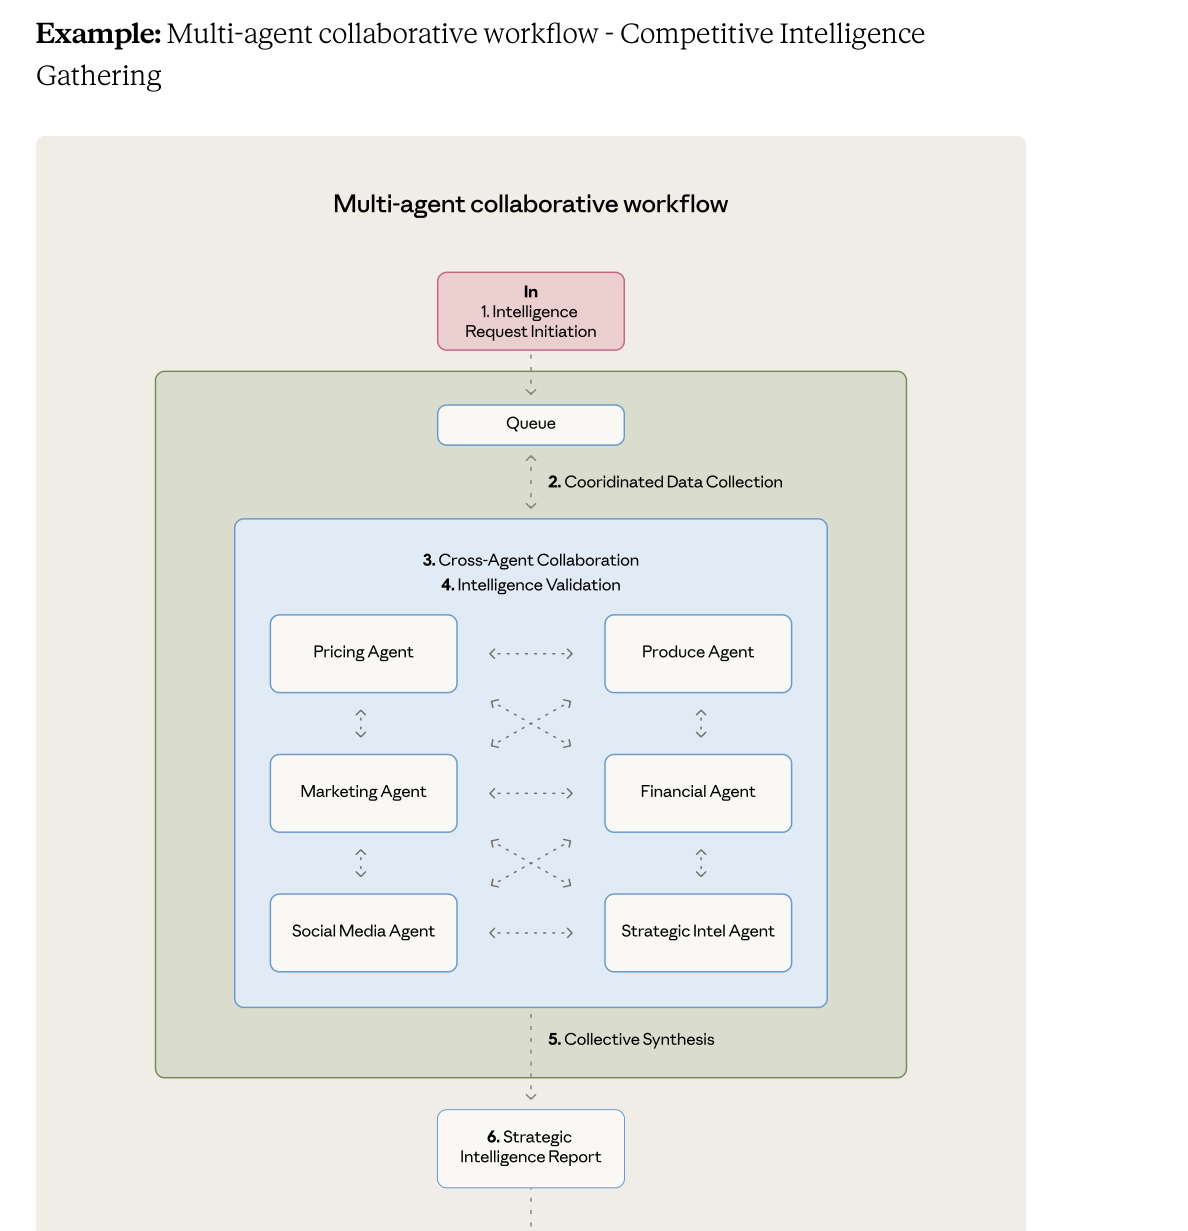 Example: Multi-agent collaborative workflow - Competitive Intelligence
Gathering
Multi-agent collaborative workflow
In
1. Intelligence
Request Initiation
Queue
2. Cooridinated Data Collection
3. Cross-Agent Collaboration
4. Intelligence Validation
Pricing Agent
Produce Agent
Marketing Agent
Financial Agent
Social Media Agent
Strategic Intel Agent
5. Collective Synthesis
6. Strategic
Intelligence Report